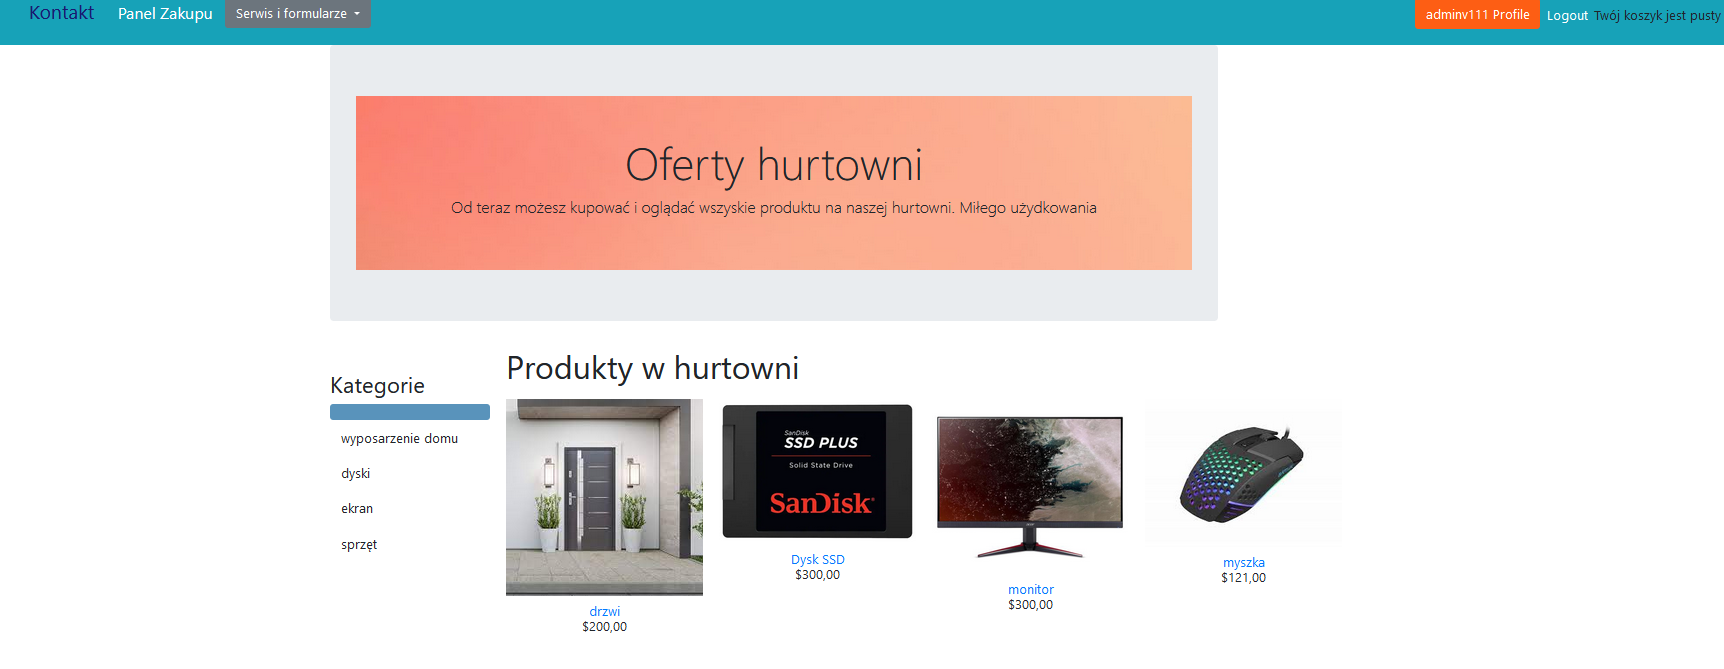 Kontakt Panel Zakupu Serwis i formularze adminv111 Profile Logout Twój koszyk jest pusty
Oferty hurtowni
Od teraz możesz kupować i oglądać wszyskie produktu na naszej hurtowni. Miłego użydkowania
Kategorie
wyposarzenie domu
dyski
ekran
sprzęt
Produkty w hurtowni
SanDisk
SSD PLUS
Solid State Drive
SanDisk
drzwi
$200,00
Dysk SSD
$300,00
monitor
$300,00
myszka
$121,00